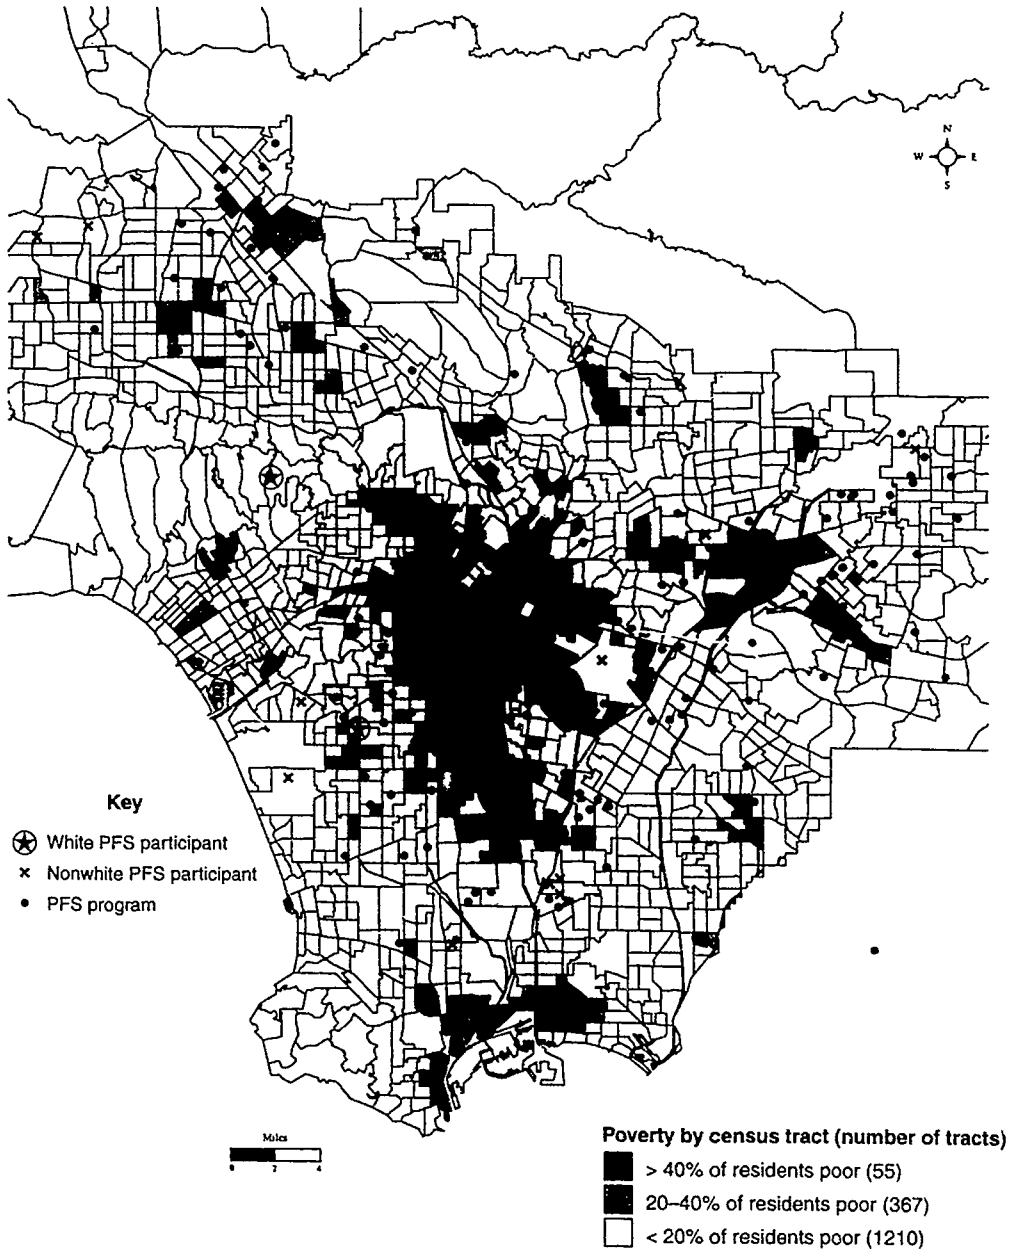 N
W E
S
Key
White PFS participant
× Nonwhite PFS participant
• PFS program
Miles
0 2 4
Poverty by census tract (number of tracts)
> 40% of residents poor (55)
20–40% of residents poor (367)
< 20% of residents poor (1210)